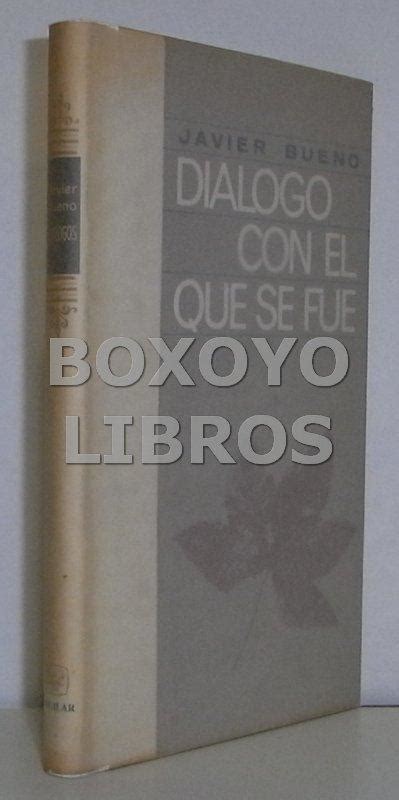 JAVIER BUENO
DIALOGO
CON EL
QUE SE FUE
BOXOYO
LIBROS